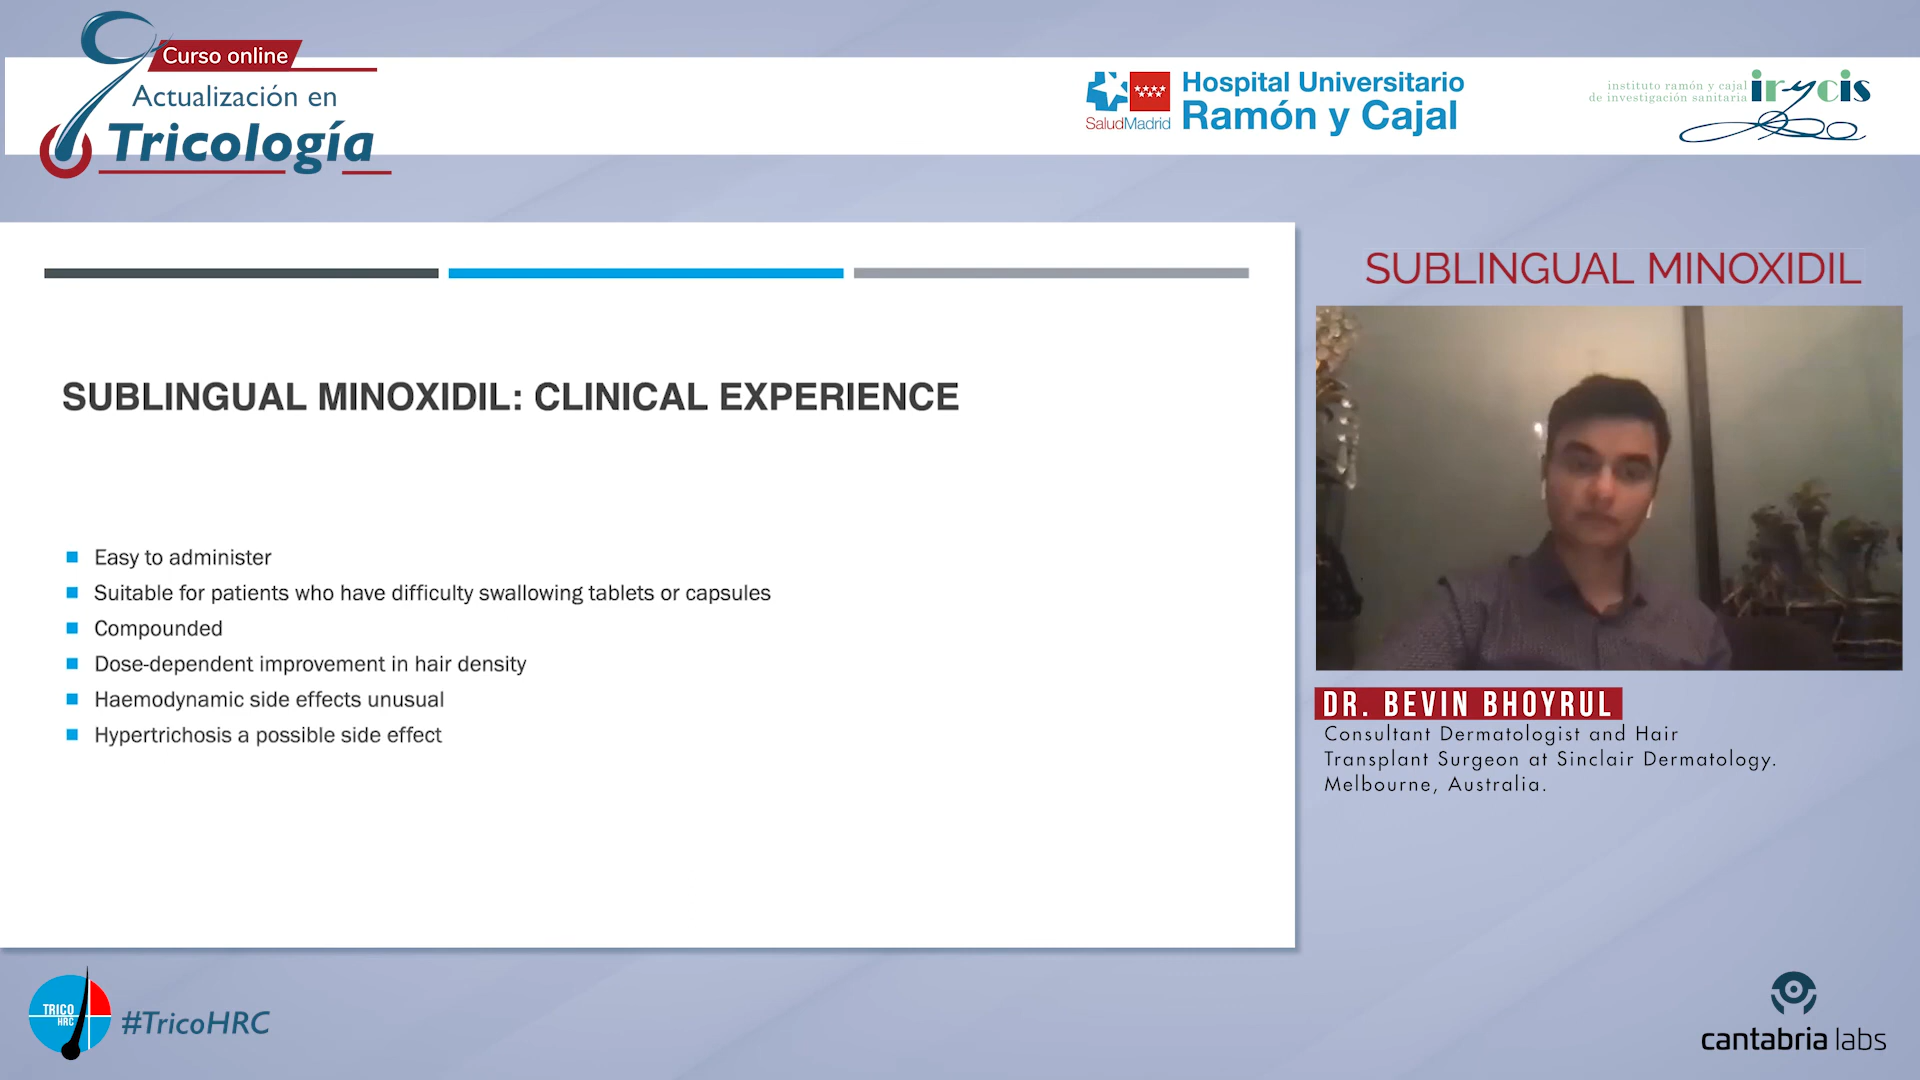 Curso online
Actualización en
Tricología
SaludMadrid
Hospital Universitario
Ramón y Cajal
instituto ramón y cajal
de investigación sanitaria
irycis
SUBLINGUAL MINOXIDIL: CLINICAL EXPERIENCE
Easy to administer
Suitable for patients who have difficulty swallowing tablets or capsules
Compounded
Dose-dependent improvement in hair density
Haemodynamic side effects unusual
Hypertrichosis a possible side effect
SUBLINGUAL MINOXIDIL
DR. BEVIN BHOYRUL
Consultant Dermatologist and Hair
Transplant Surgeon at Sinclair Dermatology.
Melbourne, Australia.
TRICO
HRC
#TricoHRC
cantabria labs